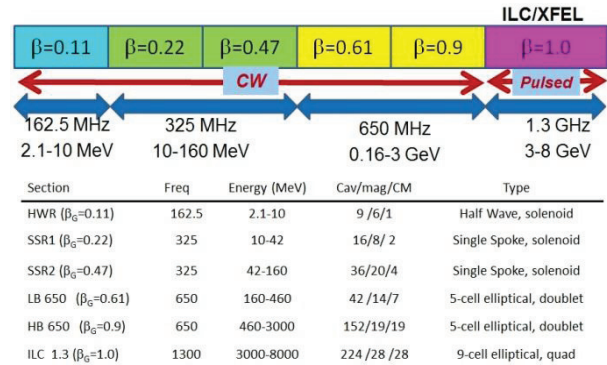 ILC/XFEL
β=0.11 β=0.22 β=0.47 β=0.61 β=0.9 β=1.0
CW Pulsed
162.5 MHz 325 MHz 650 MHz 1.3 GHz
2.1-10 MeV 10-160 MeV 0.16-3 GeV 3-8 GeV
Section Freq Energy (MeV) Cav/mag/CM Type
HWR (βG=0.11) 162.5 2.1-10 9 /6/1 Half Wave, solenoid
SSR1 (βG=0.22) 325 10-42 16/8/ 2 Single Spoke, solenoid
SSR2 (βG=0.47) 325 42-160 36/20/4 Single Spoke, solenoid
LB 650 (βG=0.61) 650 160-460 42 /14/7 5-cell elliptical, doublet
HB 650 (βG=0.9) 650 460-3000 152/19/19 5-cell elliptical, doublet
ILC 1.3 (βG=1.0) 1300 3000-8000 224 /28 /28 9-cell elliptical, quad